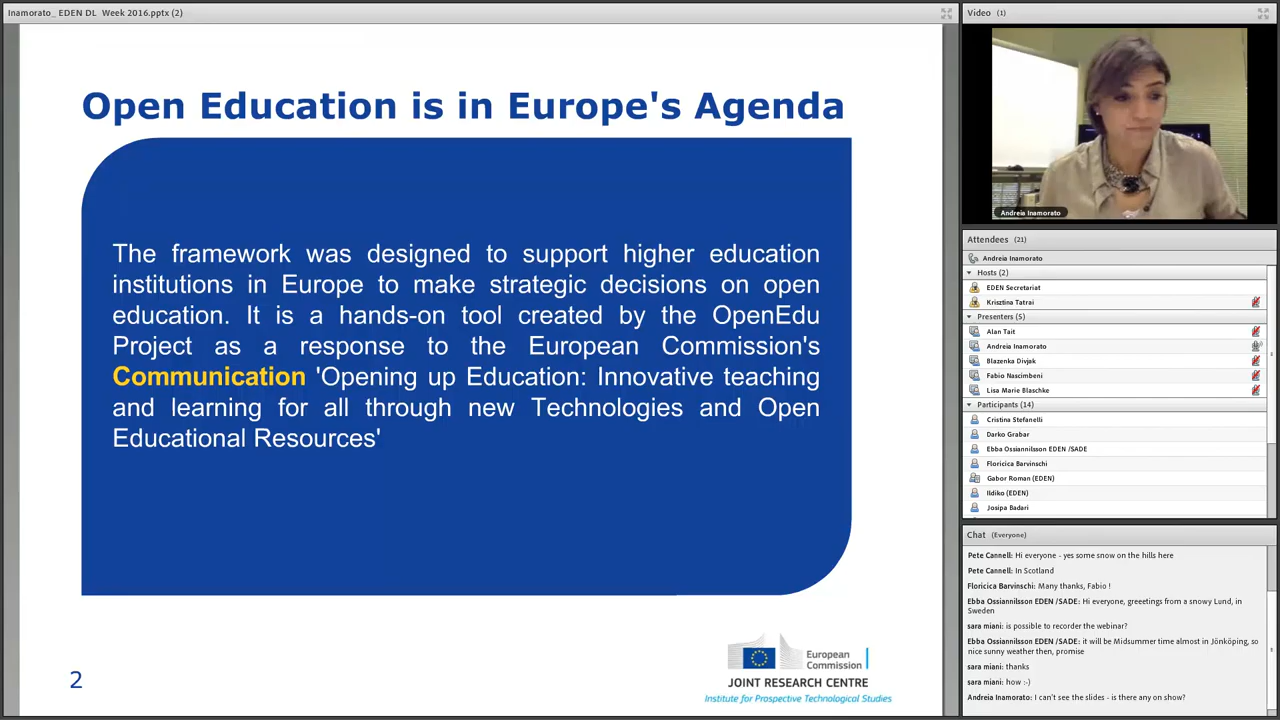 Inamorato_ EDEN DL Week 2016.pptx (2)
Open Education is in Europe's Agenda
The framework was designed to support higher education
institutions in Europe to make strategic decisions on open
education. It is a hands-on tool created by the OpenEdu
Project as a response to the European Commission's
Communication 'Opening up Education: Innovative teaching
and learning for all through new Technologies and Open
Educational Resources'
2
European
Commission
JOINT RESEARCH CENTRE
Institute for Prospective Technological Studies
Video (1)
Andreia Inamorato
Attendees (21)
Andreia Inamorato
Hosts (2)
EDEN Secretariat
Krisztina Tatrai
Presenters (5)
Alan Tait
Andreia Inamorato
Blazenka Divjak
Fabio Nascimbeni
Lisa Marie Blaschke
Participants (14)
Cristina Stefanelli
Darko Grabar
Ebba Ossiannilsson EDEN /SADE
Floricica Barvinschi
Gabor Roman (EDEN)
Ildiko (EDEN)
Josipa Badari
Chat (Everyone)
Pete Cannell: Hi everyone - yes some snow on the hills here
Pete Cannell: In Scotland
Floricica Barvinschi: Many thanks, Fabio !
Ebba Ossiannilsson EDEN /SADE: Hi everyone, greeetings from a snowy Lund, in
Sweden
sara miani: is possible to recorder the webinar?
Ebba Ossiannilsson EDEN /SADE: it will be Midsummer time almost in Jönköping, so
nice sunny weather then, promise
sara miani: thanks
sara miani: how :-)
Andreia Inamorato: I can't see the slides - is there any on show?